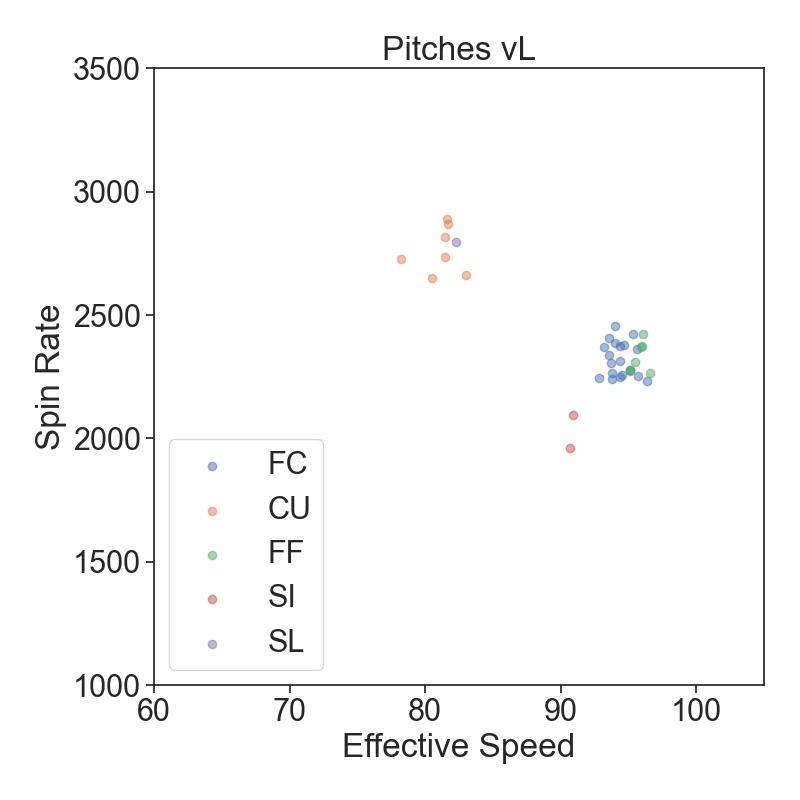 Pitches vL
3500
3000
2500
2000
1500
1000
Spin Rate
FC
CU
FF
SI
SL
60 70 80 90 100
Effective Speed